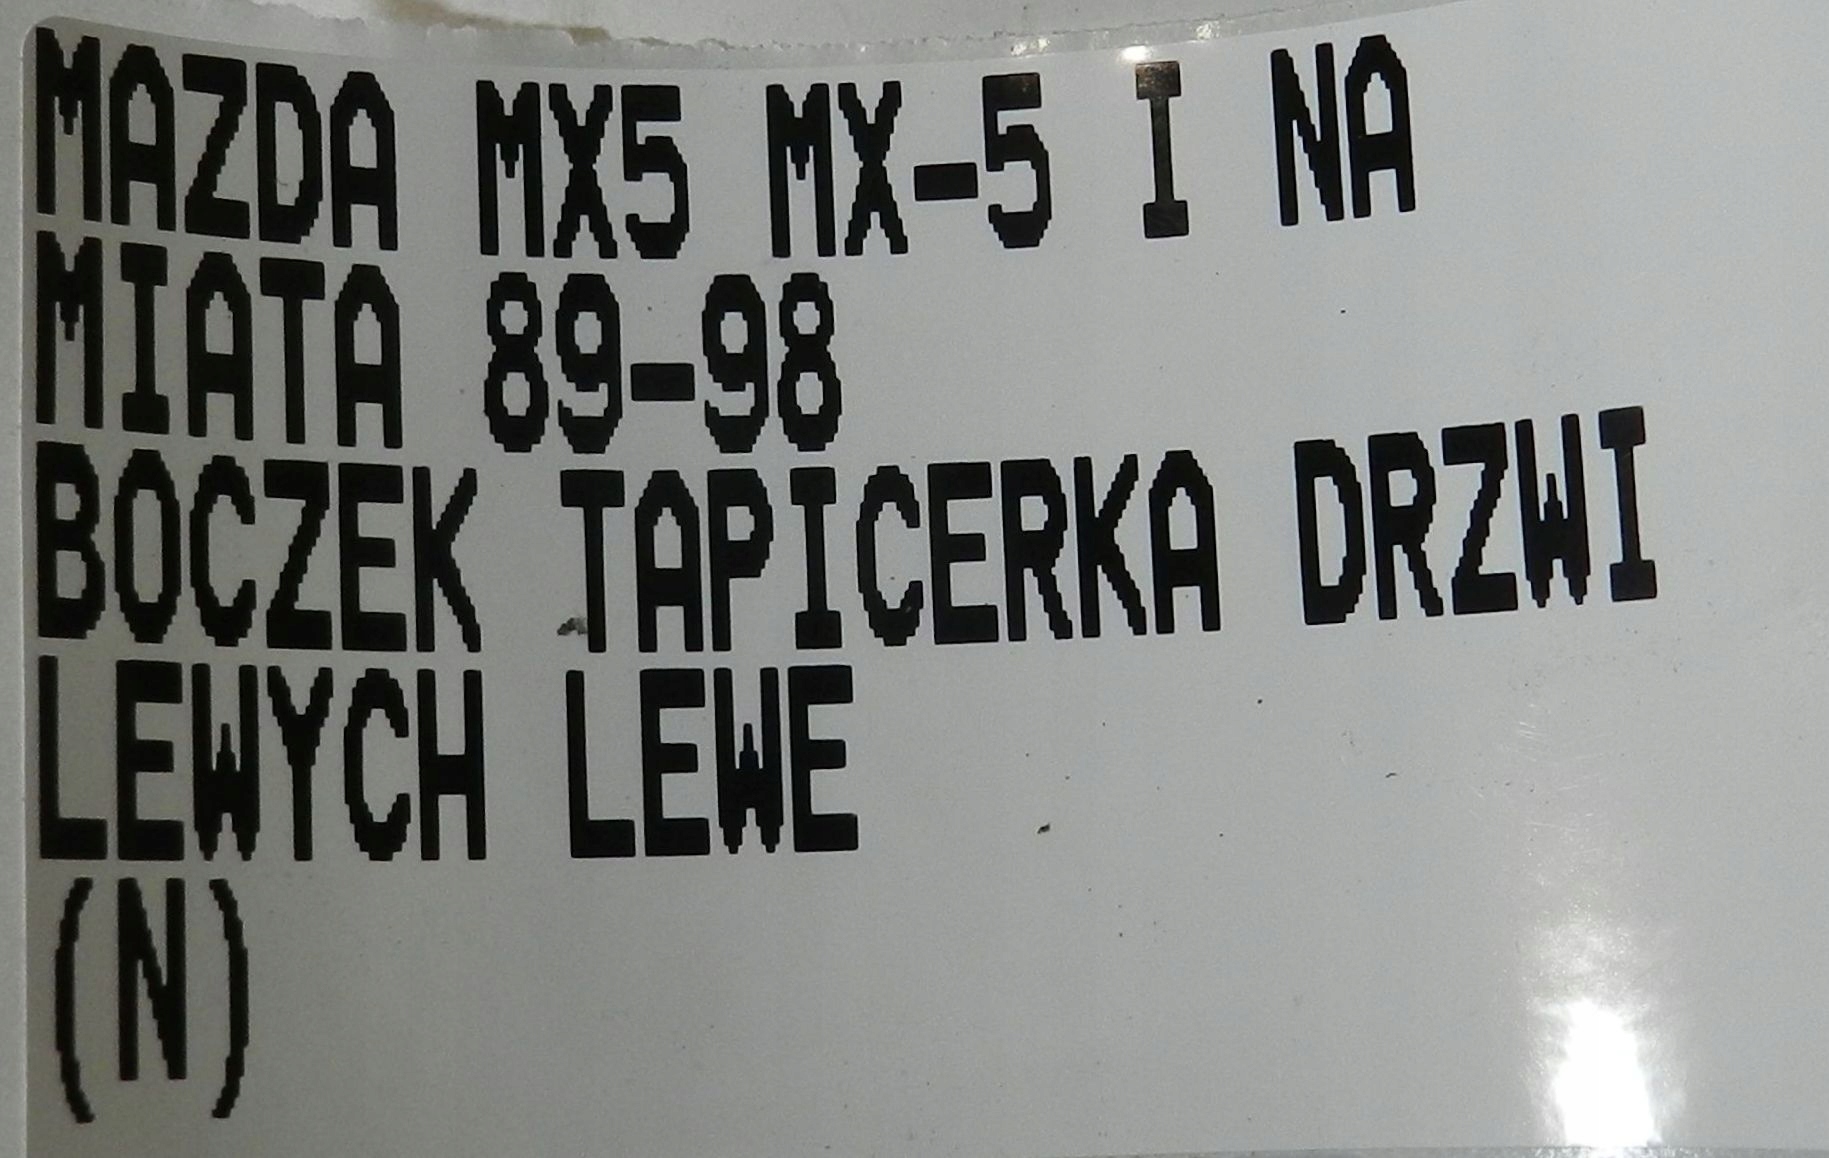 MAZDA MX5 MX-5 I NA
MIATA 89-98
BOCZEK TAPICERKA DRZWI
LEWYCH LEWE
(N)